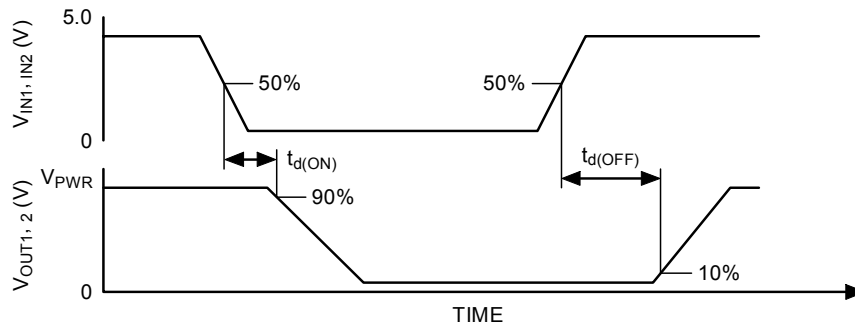 5.0
V_IN1, IN2 (V)
50%
50%
0
t_d(ON)
t_d(OFF)
V_PWR
V_OUT1, 2 (V)
90%
10%
0
TIME